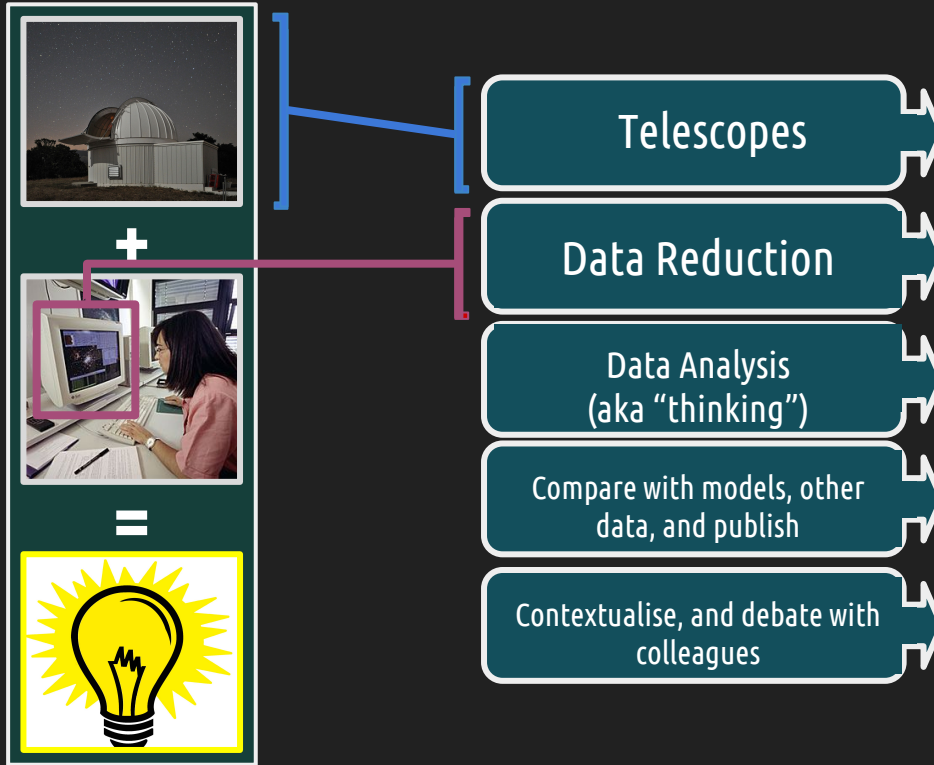 +
=
Telescopes
Data Reduction
Data Analysis
(aka “thinking”)
Compare with models, other
data, and publish
Contextualise, and debate with
colleagues